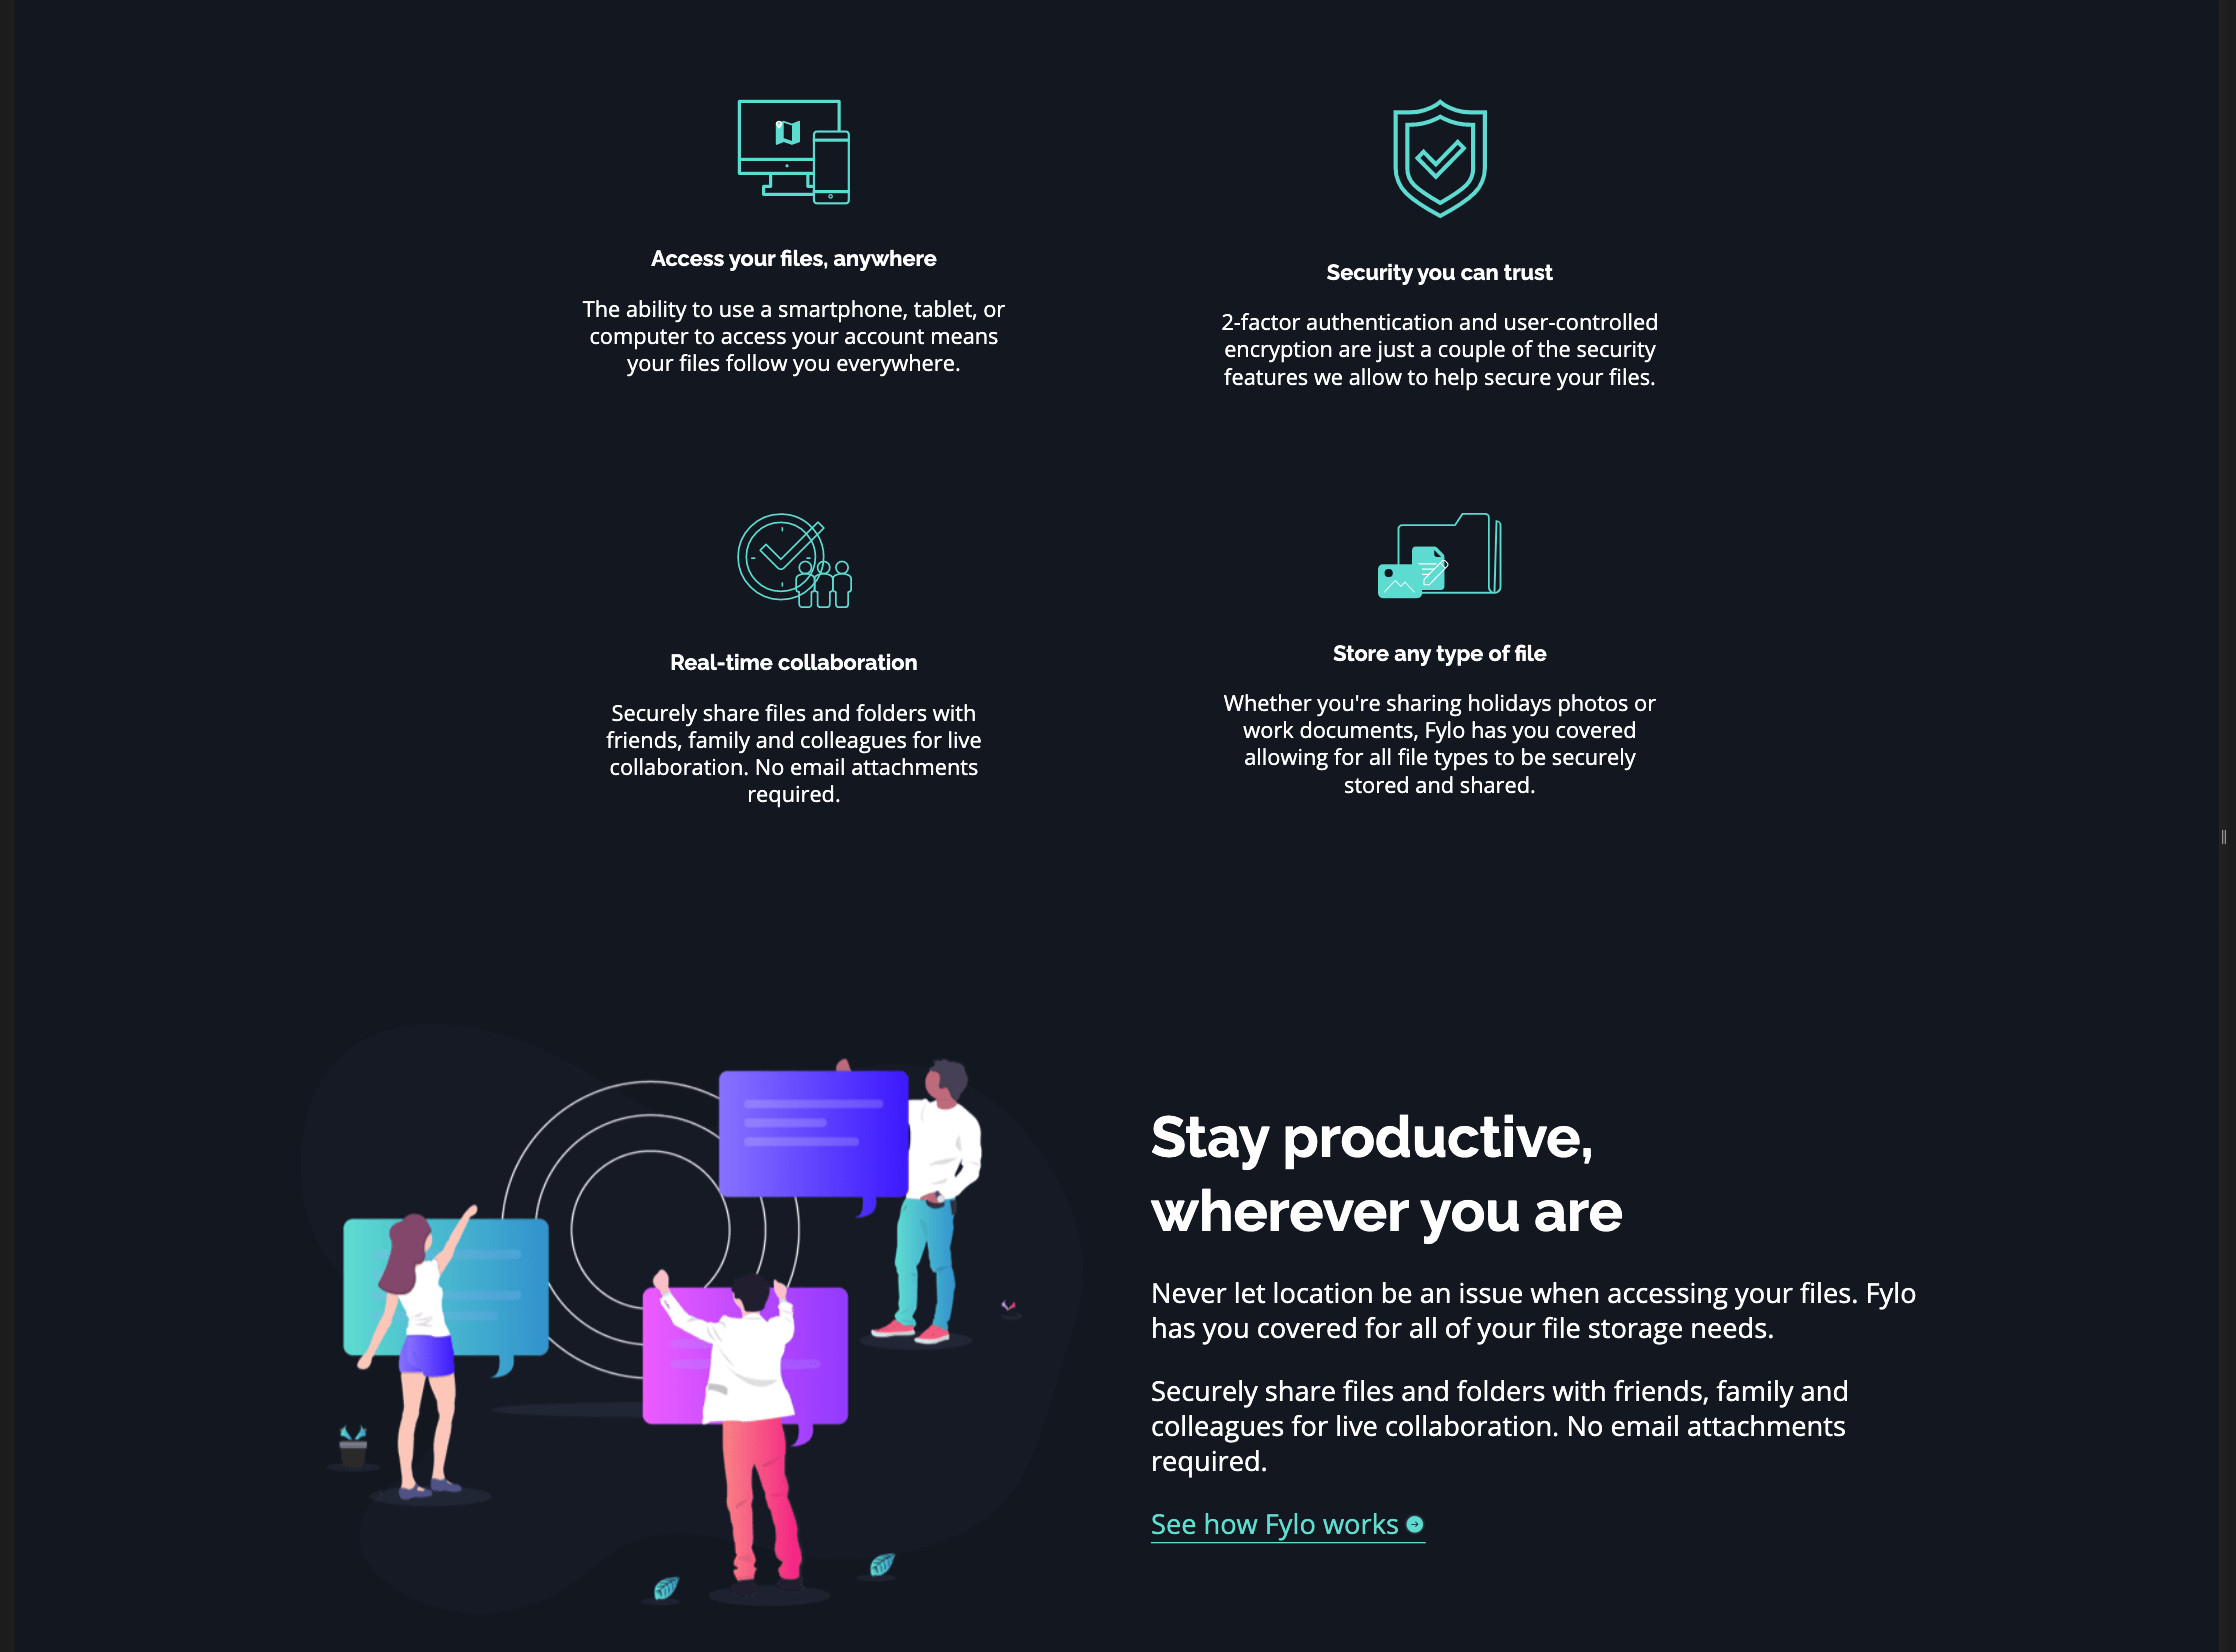 Access your files, anywhere
The ability to use a smartphone, tablet, or
computer to access your account means
your files follow you everywhere.
Security you can trust
2-factor authentication and user-controlled
encryption are just a couple of the security
features we allow to help secure your files.
Real-time collaboration
Securely share files and folders with
friends, family and colleagues for live
collaboration. No email attachments
required.
Store any type of file
Whether you're sharing holidays photos or
work documents, Fylo has you covered
allowing for all file types to be securely
stored and shared.
Stay productive,
wherever you are
Never let location be an issue when accessing your files. Fylo
has you covered for all of your file storage needs.
Securely share files and folders with friends, family and
colleagues for live collaboration. No email attachments
required.
See how Fylo works